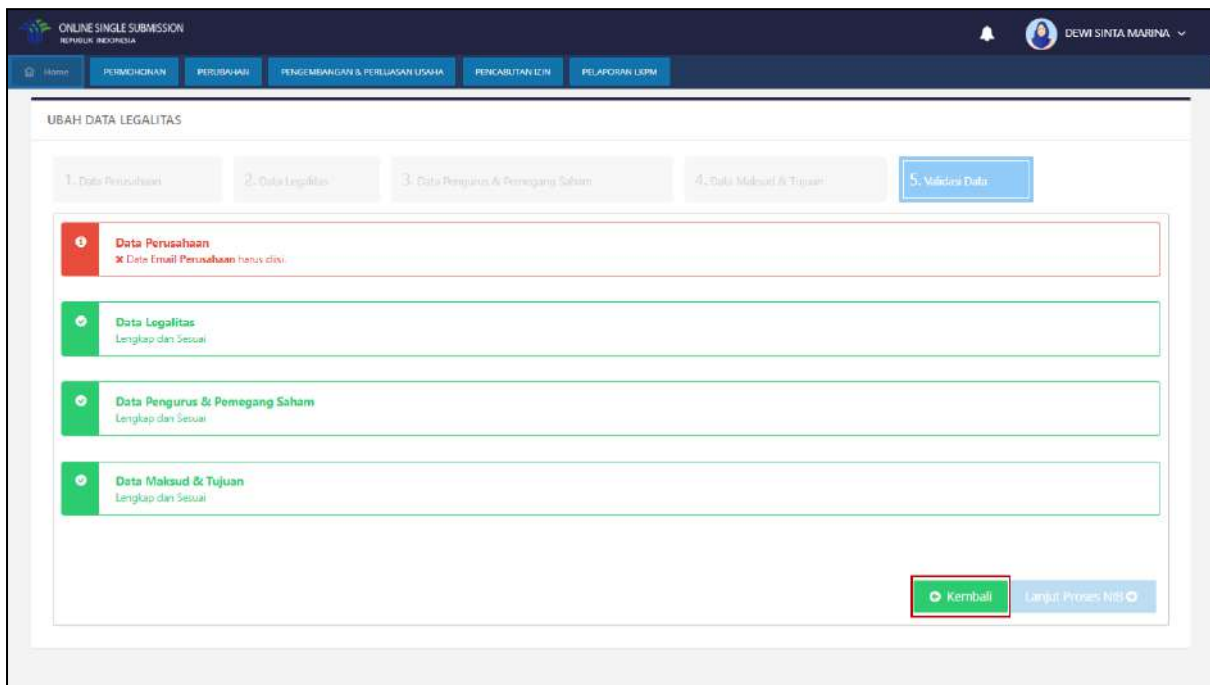 ONLINE SINGLE SUBMISSION
REPUBLIK INDONESIA
DEWI SINTA MARINA
Home
PERMOHONAN
PERUBAHAN
PENGEMBANGAN & PERLUASAN USAHA
PENCABUTAN IZIN
PELAPORAN LKPM
UBAH DATA LEGALITAS
1. Data Perusahaan
2. Data Legalitas
3. Data Pengurus & Pemegang Saham
4. Data Maksud & Tujuan
5. Validasi Data
Data Perusahaan
✖ Data Email Perusahaan harus diisi.
Data Legalitas
Lengkap dan Sesuai
Data Pengurus & Pemegang Saham
Lengkap dan Sesuai
Data Maksud & Tujuan
Lengkap dan Sesuai
Kembali
Lanjut Proses NIB